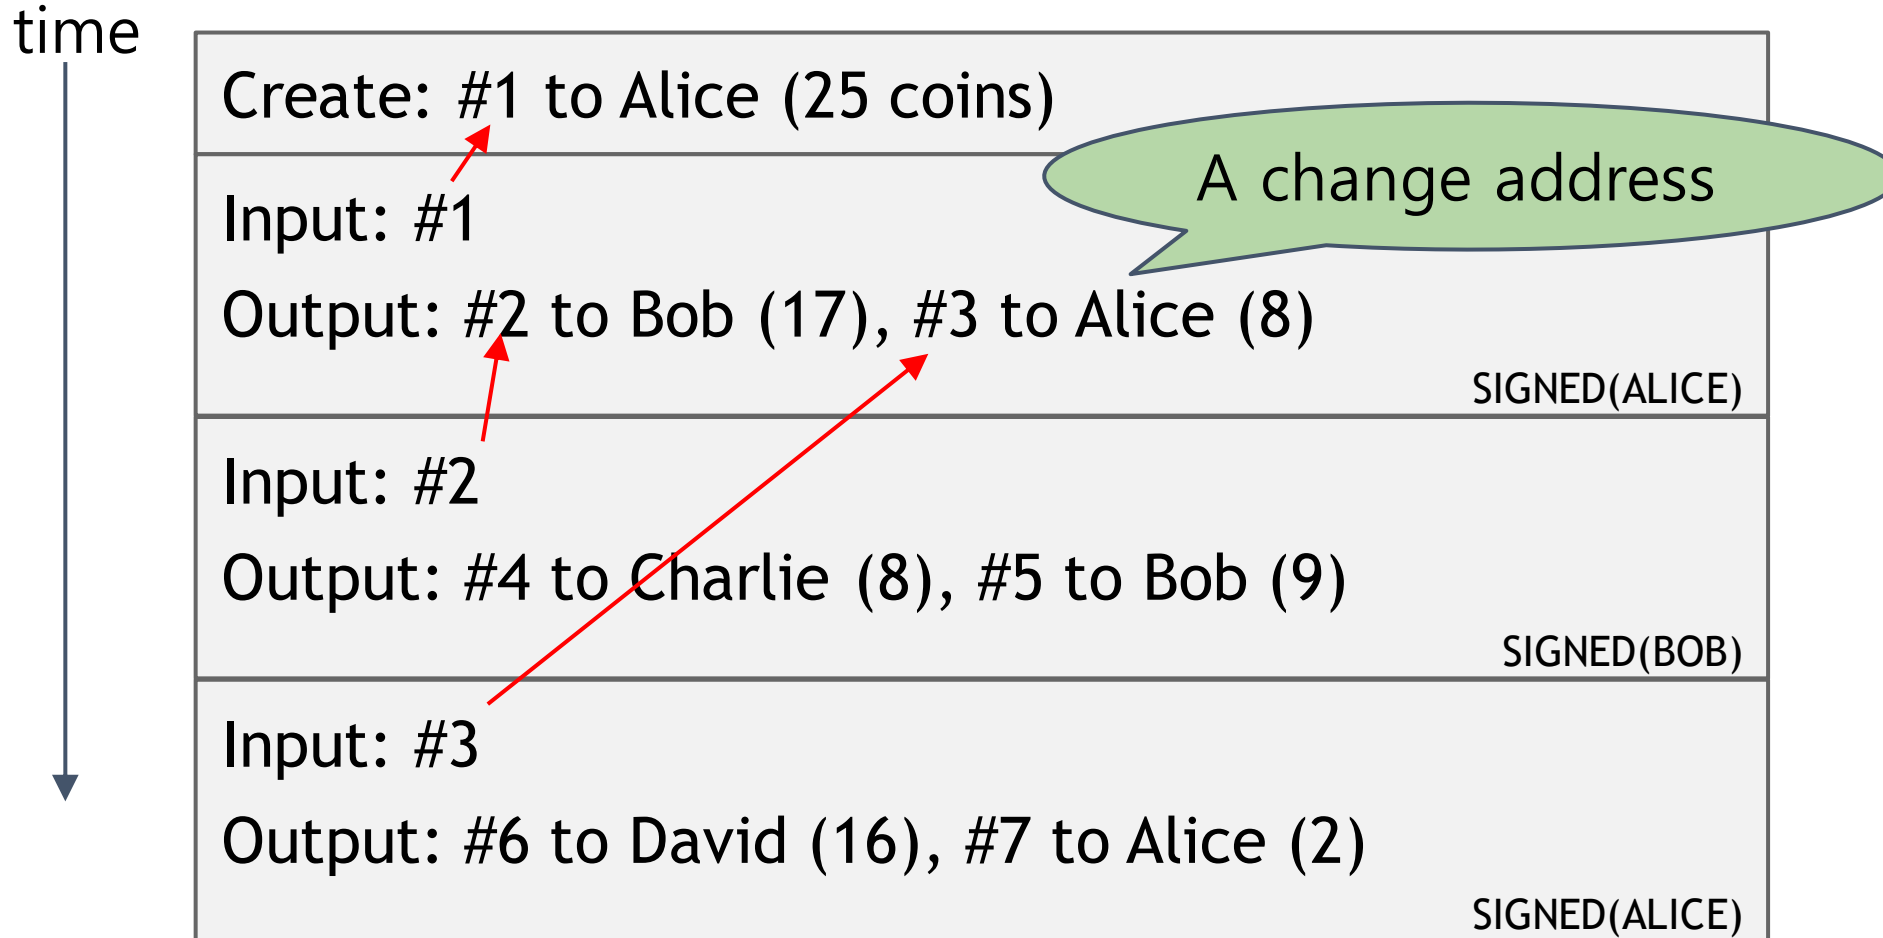 time
Create: #1 to Alice (25 coins)
A change address
Input: #1
Output: #2 to Bob (17), #3 to Alice (8)
SIGNED(ALICE)
Input: #2
Output: #4 to Charlie (8), #5 to Bob (9)
SIGNED(BOB)
Input: #3
Output: #6 to David (16), #7 to Alice (2)
SIGNED(ALICE)